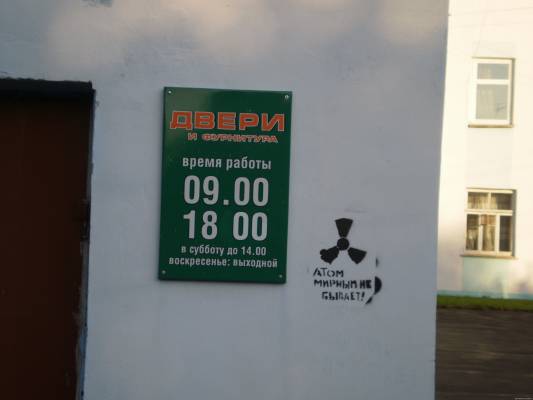 ДВЕРИ
И ФУРНИТУРА
время работы
09.00
18 00
в субботу до 14.00
воскресенье: выходной
АТОМ
МИРНЫМ НЕ
БЫВАЕТ!